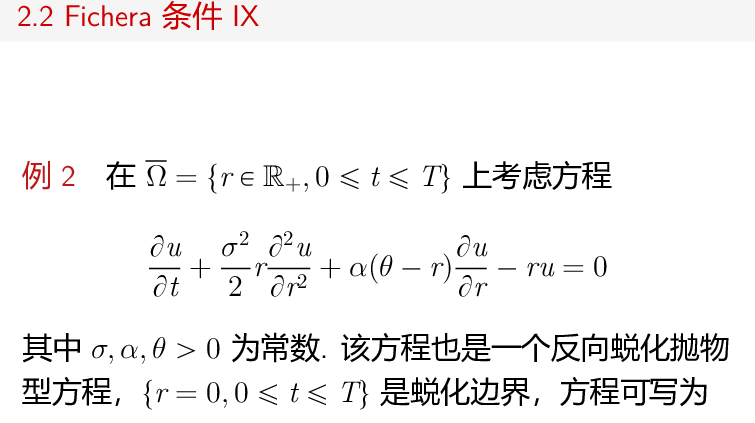 2.2 Fichera 条件 IX
例 2 在 $\overline{\Omega} = \{r \in \mathbb{R}_+, 0 \leqslant t \leqslant T\}$ 上考虑方程
$\frac{\partial u}{\partial t} + \frac{\sigma^2}{2} r \frac{\partial^2 u}{\partial r^2} + \alpha(\theta - r) \frac{\partial u}{\partial r} - ru = 0$
其中 $\sigma, \alpha, \theta > 0$ 为常数. 该方程也是一个反向蜕化抛物
型方程，$\{r = 0, 0 \leqslant t \leqslant T\}$ 是蜕化边界，方程可写为